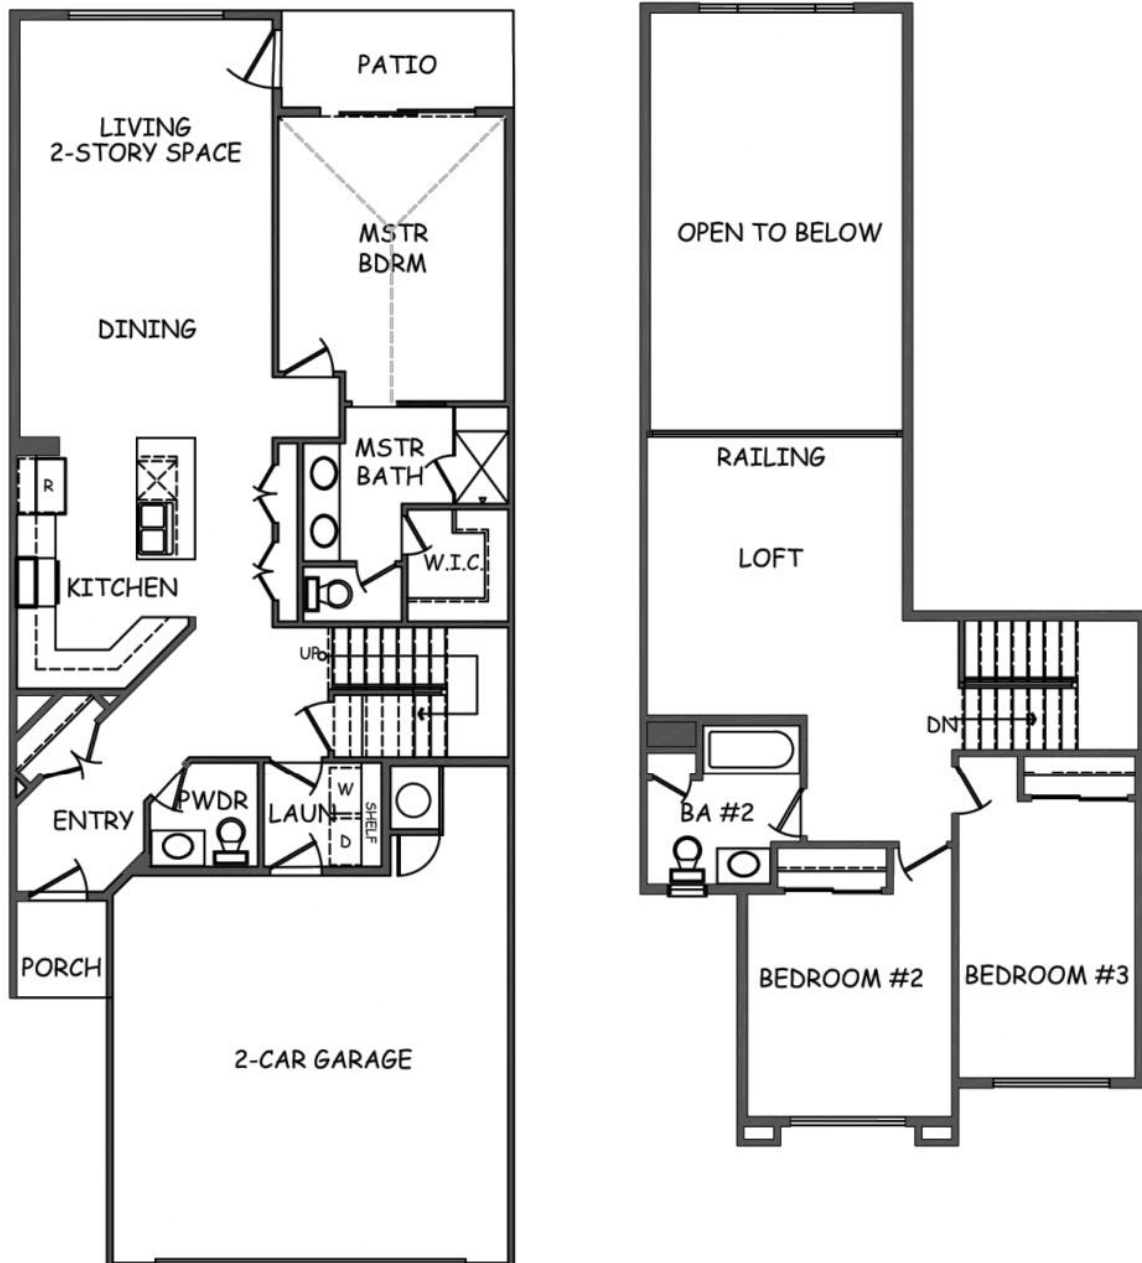 PATIO
LIVING
2-STORY SPACE
MSTR
BDRM
DINING
MSTR
BATH
R
W.I.C.
KITCHEN
UP
PWDR
LAUN
W
D
SHELF
ENTRY
PORCH
2-CAR GARAGE
OPEN TO BELOW
RAILING
LOFT
DN
BA #2
BEDROOM #2
BEDROOM #3